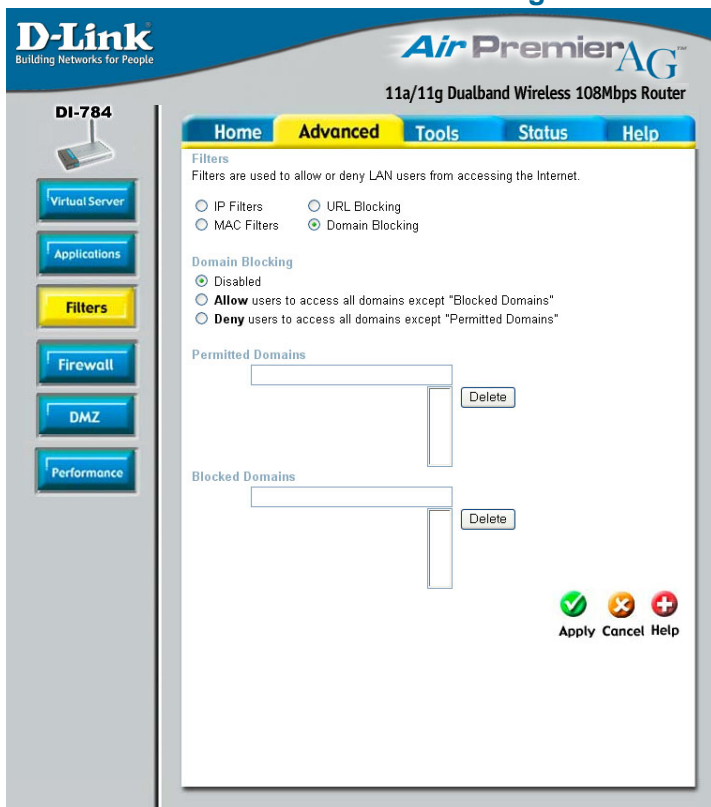 D-Link
Building Networks for People
Air Premier AG™
11a/11g Dualband Wireless 108Mbps Router
DI-784
Home Advanced Tools Status Help
Virtual Server
Applications
Filters
Firewall
DMZ
Performance
Filters
Filters are used to allow or deny LAN users from accessing the Internet.
IP Filters URL Blocking
MAC Filters Domain Blocking
Domain Blocking
Disabled
Allow users to access all domains except "Blocked Domains"
Deny users to access all domains except "Permitted Domains"
Permitted Domains
Delete
Blocked Domains
Delete
Apply Cancel Help